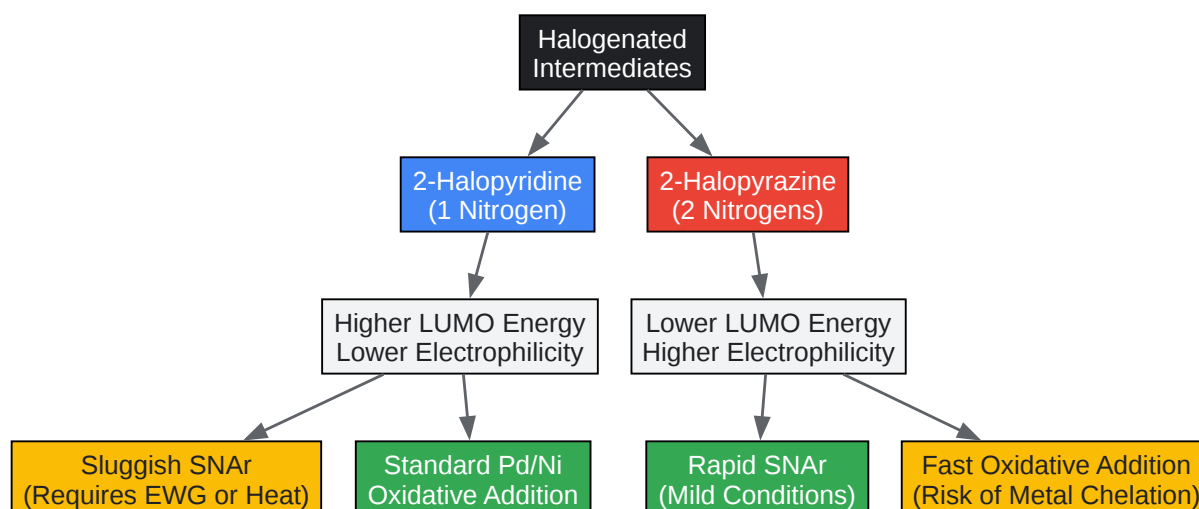 Halogenated
Intermediates
2-Halopyridine
(1 Nitrogen)
2-Halopyrazine
(2 Nitrogens)
Higher LUMO Energy
Lower Electrophilicity
Lower LUMO Energy
Higher Electrophilicity
Sluggish SNAr
(Requires EWG or Heat)
Standard Pd/Ni
Oxidative Addition
Rapid SNAr
(Mild Conditions)
Fast Oxidative Addition
(Risk of Metal Chelation)